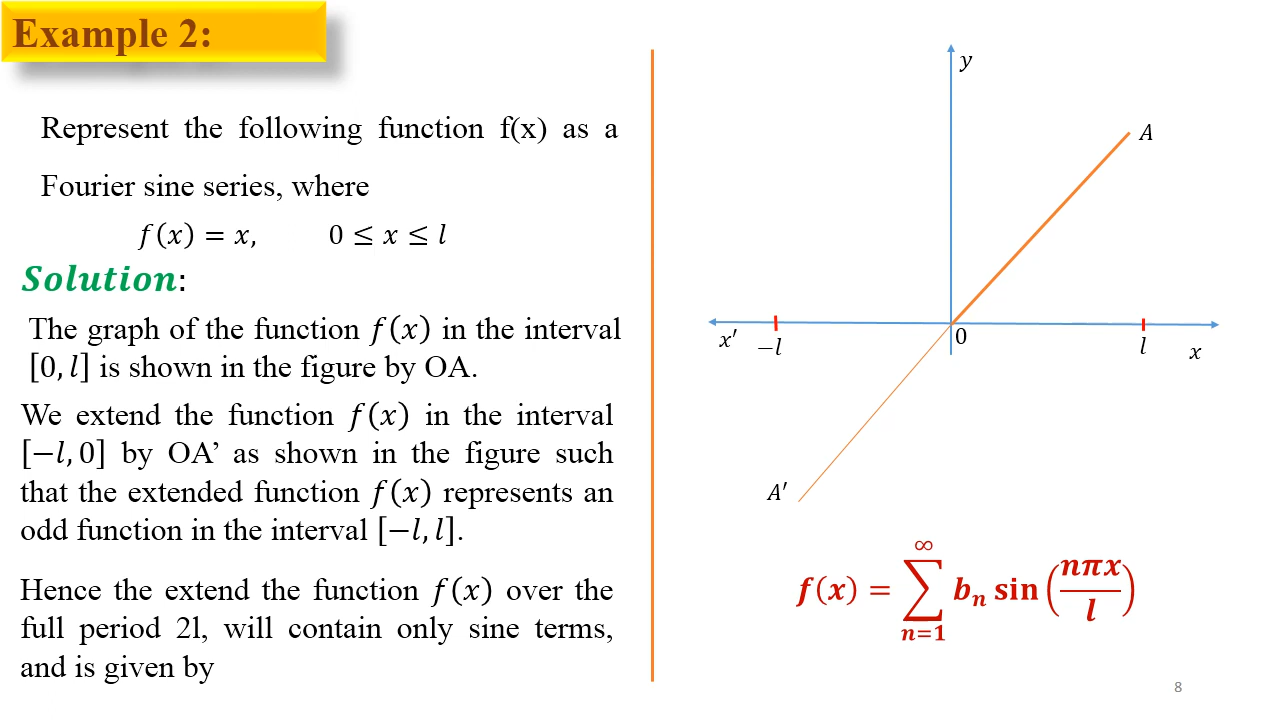 Example 2:
Represent the following function f(x) as a
Fourier sine series, where
f(x) = x, 0 ≤ x ≤ l
Solution:
The graph of the function f(x) in the interval
[0, l] is shown in the figure by OA.
We extend the function f(x) in the interval
[−l, 0] by OA’ as shown in the figure such
that the extended function f(x) represents an
odd function in the interval [−l, l].
Hence the extend the function f(x) over the
full period 2l, will contain only sine terms,
and is given by
y
A
x′ −l 0 l x
A′
f(x) = ∑_{n=1}^{∞} b_n sin(nπx/l)
8